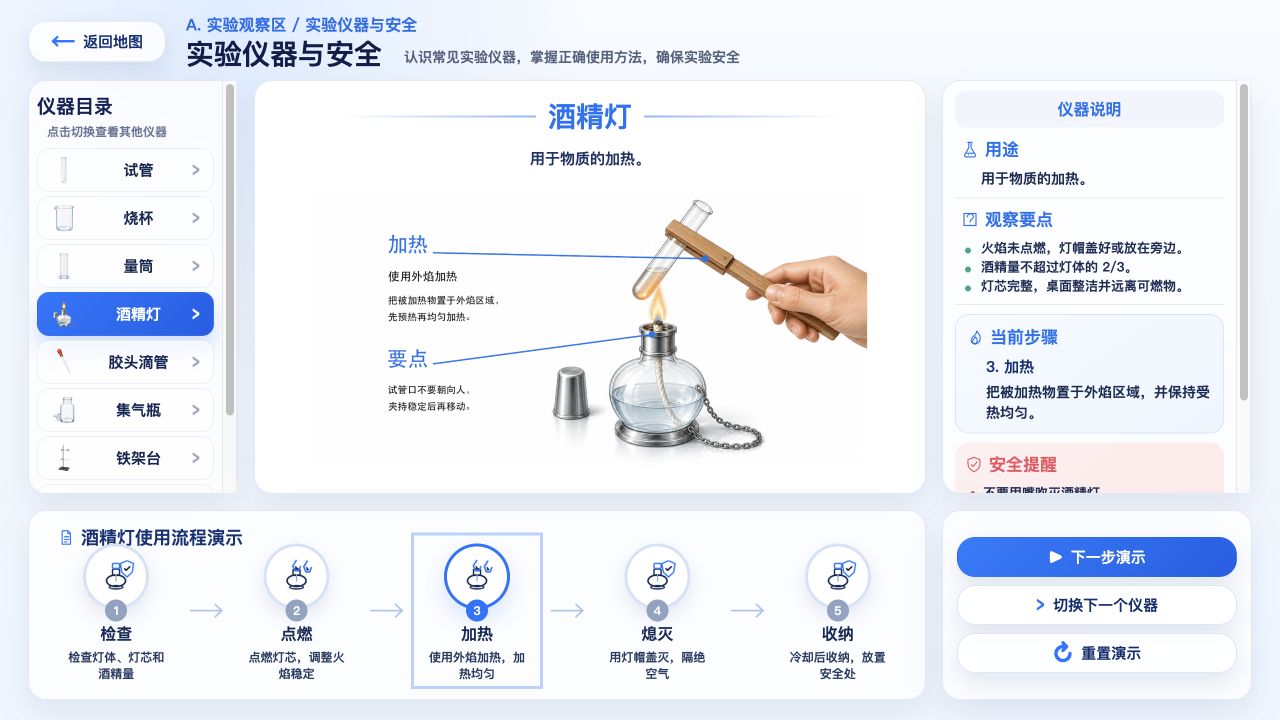 返回地图
A. 实验观察区 / 实验仪器与安全
实验仪器与安全
认识常见实验仪器，掌握正确使用方法，确保实验安全
仪器目录
点击切换查看其他仪器
试管
烧杯
量筒
酒精灯
胶头滴管
集气瓶
铁架台
酒精灯
用于物质的加热。
加热
使用外焰加热
把被加热物置于外焰区域，
先预热再均匀加热。
要点
试管口不要朝向人，
夹持稳定后再移动。
仪器说明
用途
用于物质的加热。
观察要点
火焰未点燃，灯帽盖好或放在旁边。
酒精量不超过灯体的 2/3。
灯芯完整，桌面整洁并远离可燃物。
当前步骤
3. 加热
把被加热物置于外焰区域，并保持受
热均匀。
安全提醒
不要用嘴吹灭酒精灯
酒精灯使用流程演示
1
检查
检查灯体、灯芯和
酒精量
2
点燃
点燃灯芯，调整火
焰稳定
3
加热
使用外焰加热，加
热均匀
4
熄灭
用灯帽盖灭，隔绝
空气
5
收纳
冷却后收纳，放置
安全处
下一步演示
切换下一个仪器
重置演示